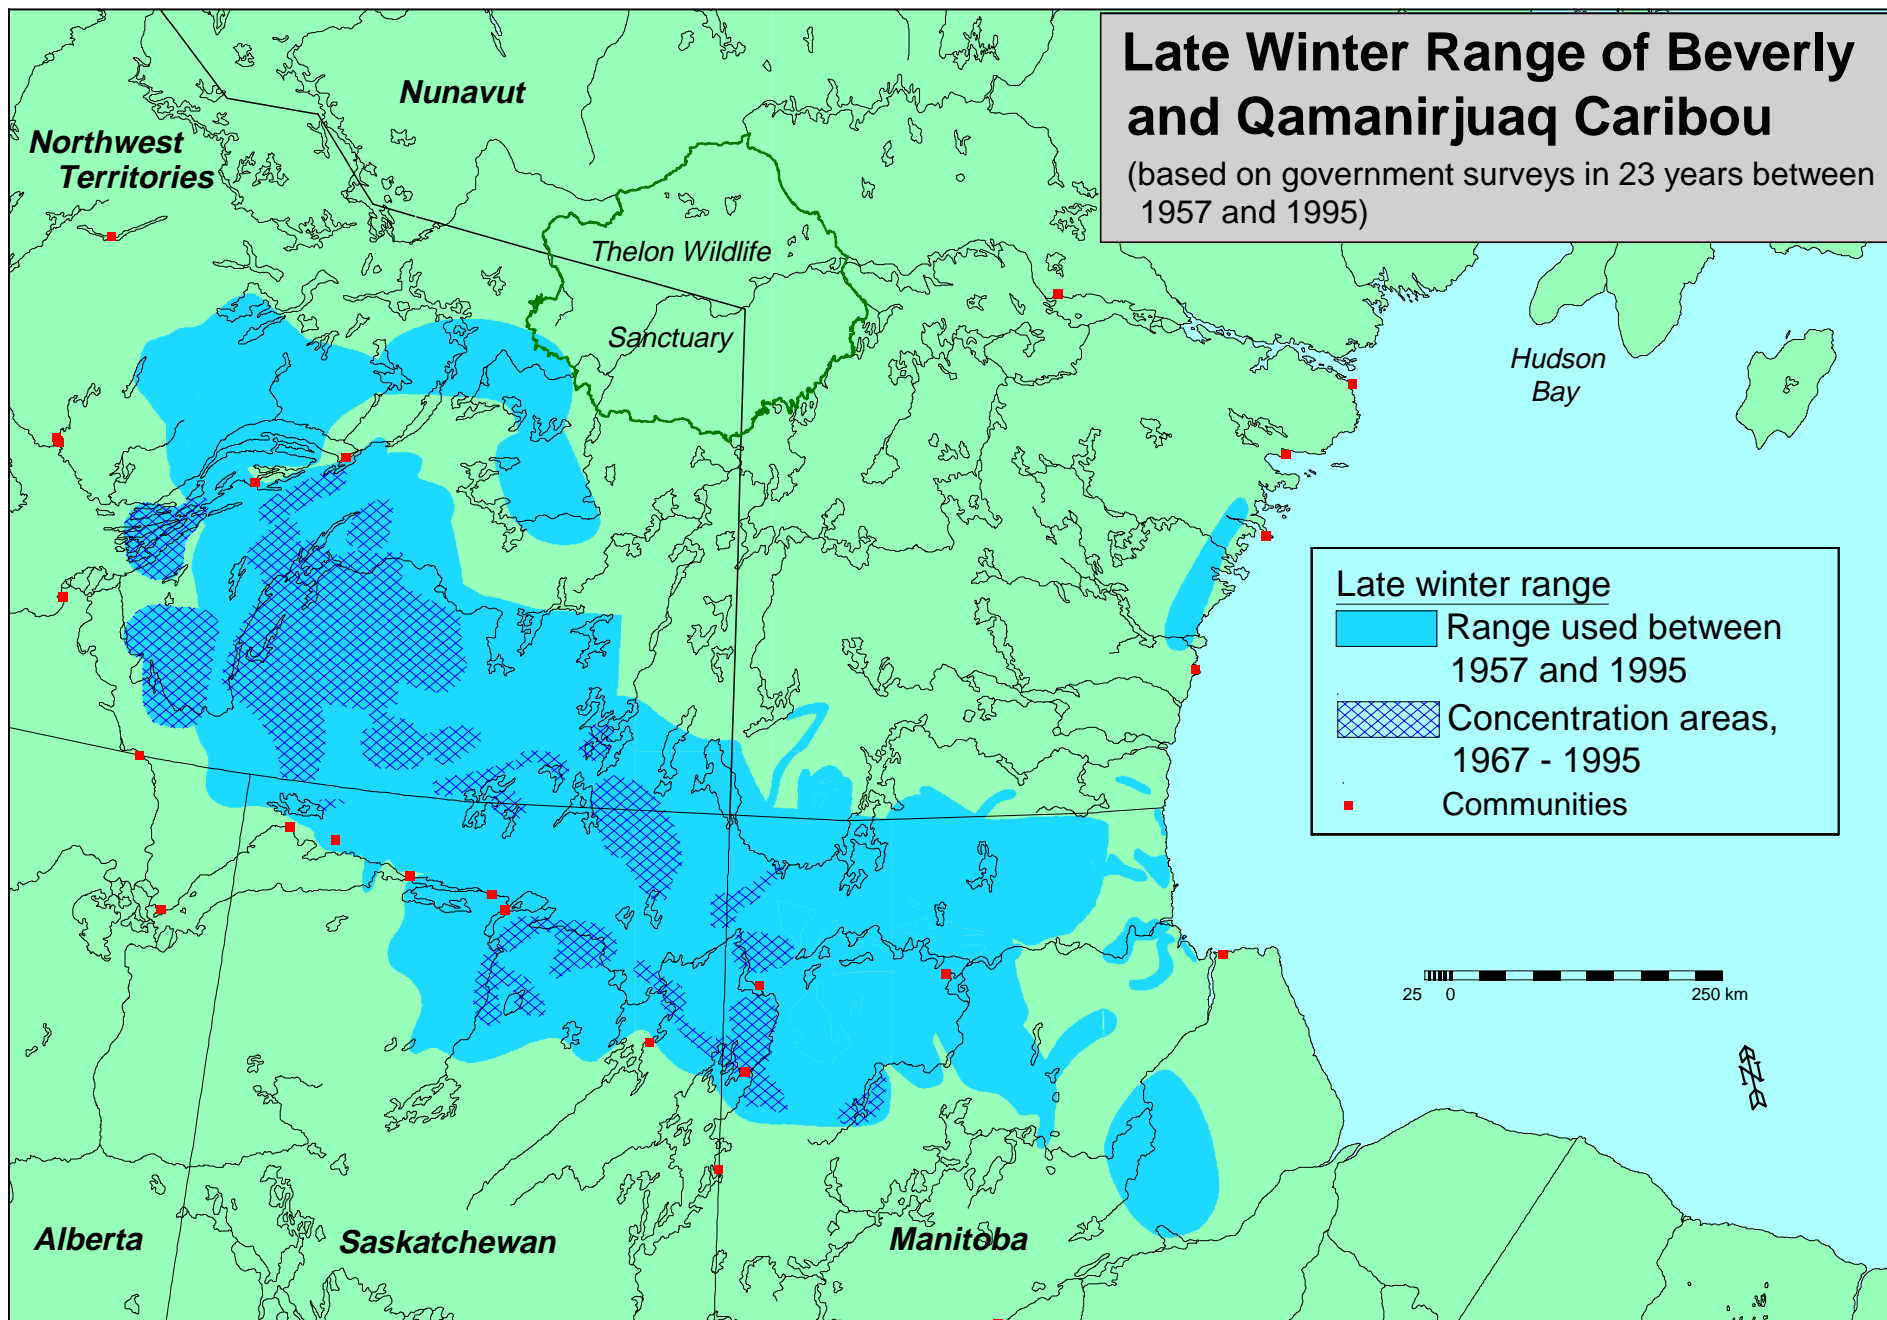 Late Winter Range of Beverly
and Qamanirjuaq Caribou
(based on government surveys in 23 years between
1957 and 1995)
Nunavut
Northwest
Territories
Thelon Wildlife
Sanctuary
Hudson
Bay
Late winter range
Range used between
1957 and 1995
Concentration areas,
1967 - 1995
Communities
25 0 250 km
N
Alberta
Saskatchewan
Manitoba